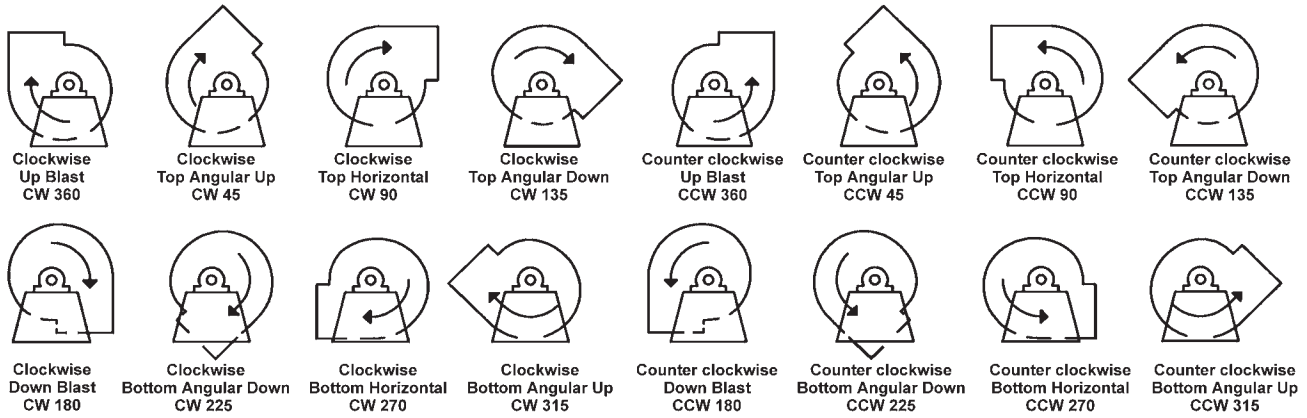 Clockwise
Up Blast
CW 360
Clockwise
Top Angular Up
CW 45
Clockwise
Top Horizontal
CW 90
Clockwise
Top Angular Down
CW 135
Counter clockwise
Up Blast
CCW 360
Counter clockwise
Top Angular Up
CCW 45
Counter clockwise
Top Horizontal
CCW 90
Counter clockwise
Top Angular Down
CCW 135
Clockwise
Down Blast
CW 180
Clockwise
Bottom Angular Down
CW 225
Clockwise
Bottom Horizontal
CW 270
Clockwise
Bottom Angular Up
CW 315
Counter clockwise
Down Blast
CCW 180
Counter clockwise
Bottom Angular Down
CCW 225
Counter clockwise
Bottom Horizontal
CCW 270
Counter clockwise
Bottom Angular Up
CCW 315